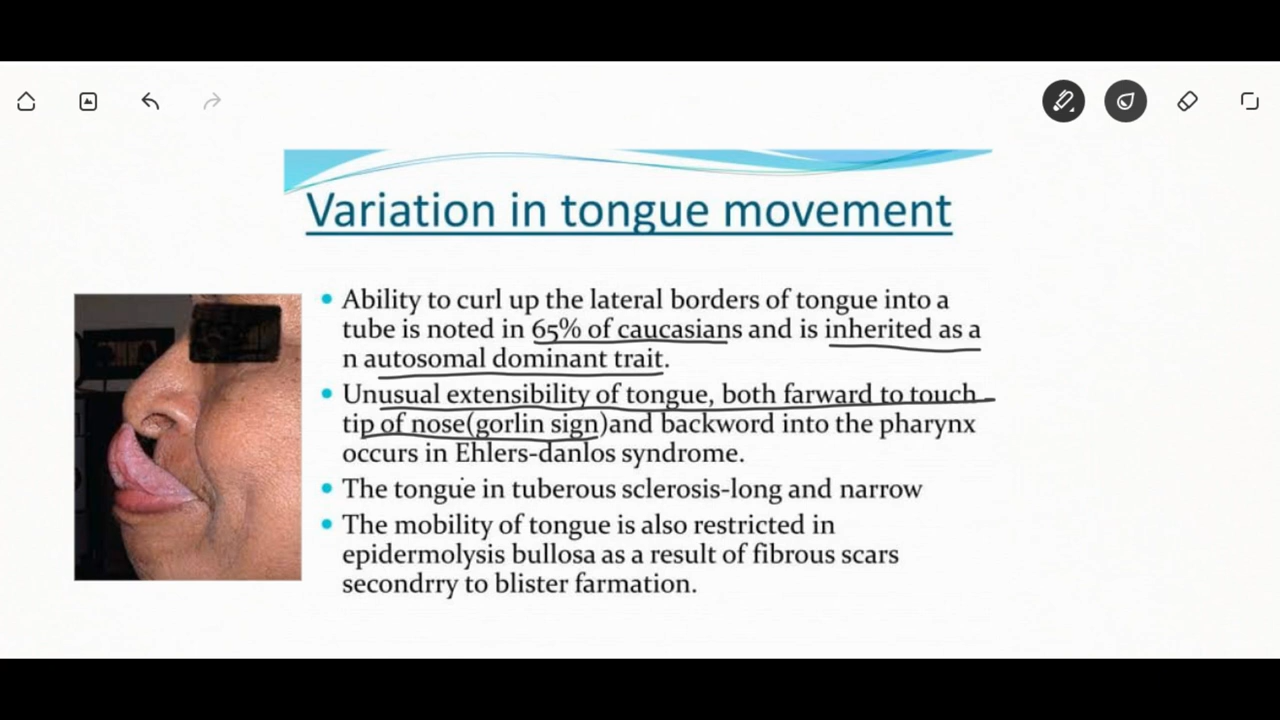 Variation in tongue movement
Ability to curl up the lateral borders of tongue into a
tube is noted in 65% of caucasians and is inherited as a
n autosomal dominant trait.
Unusual extensibility of tongue, both farward to touch
tip of nose(gorlin sign)and backword into the pharynx
occurs in Ehlers-danlos syndrome.
The tongue in tuberous sclerosis-long and narrow
The mobility of tongue is also restricted in
epidermolysis bullosa as a result of fibrous scars
secondrry to blister farmation.